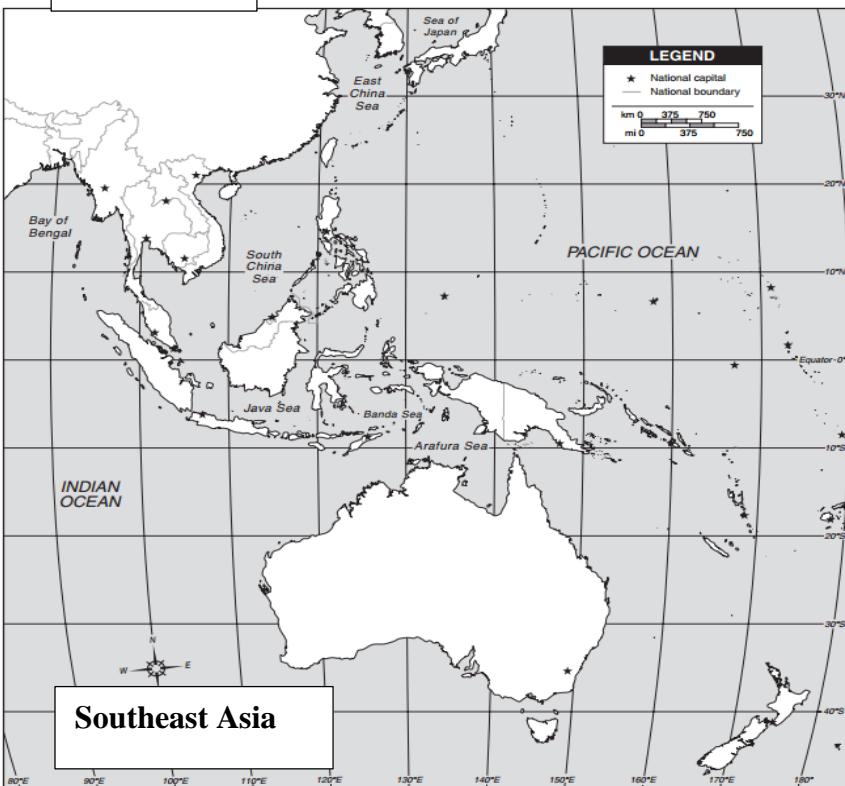 Sea of
Japan
LEGEND
National capital
National boundary
km 0 375 750
mi 0 375 750
East
China
Sea
30°N
20°N
Bay of
Bengal
South
China
Sea
PACIFIC OCEAN
10°N
Equator-0°
Java Sea
Banda Sea
Arafura Sea
10°S
INDIAN
OCEAN
20°S
30°S
N
W
E
Southeast Asia
40°S
80°E 90°E 100°E 110°E 120°E 130°E 140°E 150°E 160°E 170°E 180°